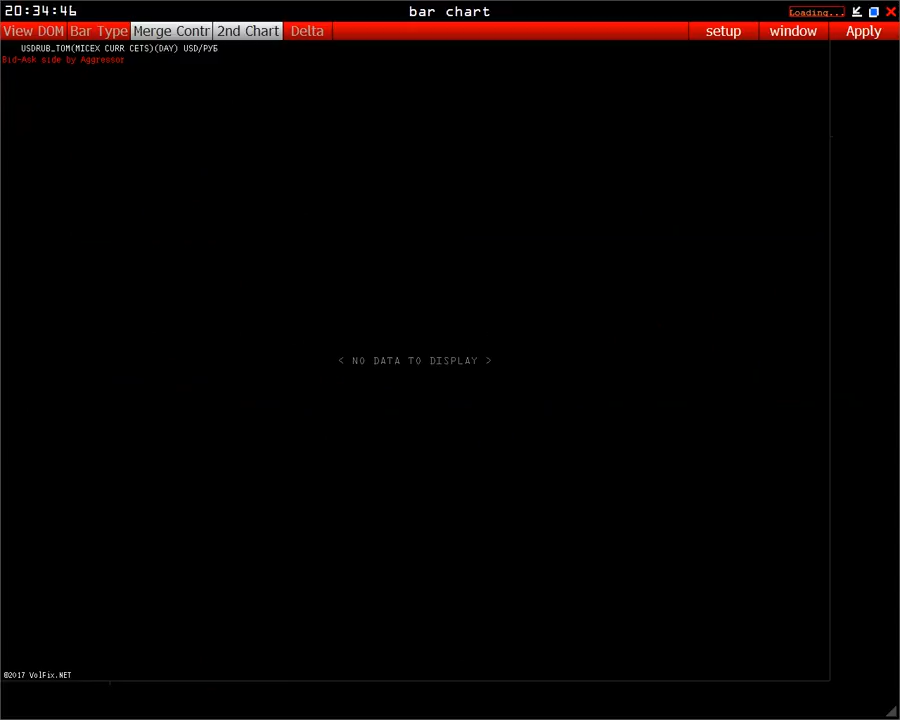 20:34:46 bar chart Loading...
View DOM Bar Type Merge Contr 2nd Chart Delta setup window Apply
USDRUB_TOM(MICEX CURR CETS)(DAY) USD/РУБ
Bid-Ask side by Aggressor
< NO DATA TO DISPLAY >
©2017 VolFix.NET